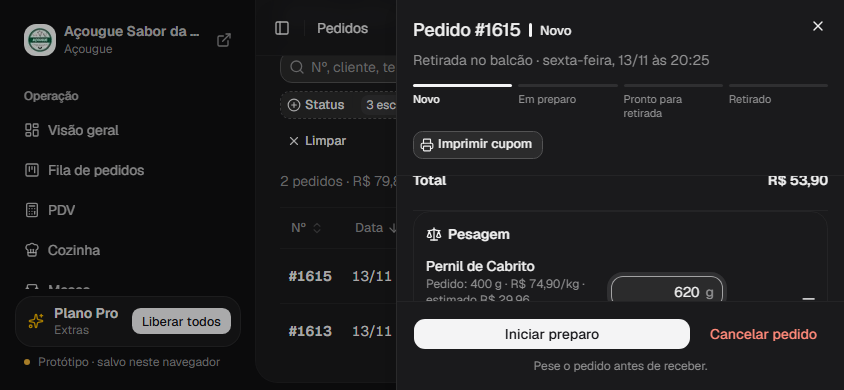 Açougue Sabor da ...
Açougue
Operação
Visão geral
Fila de pedidos
PDV
Cozinha
Plano Pro
Extras
Liberar todos
Protótipo · salvo neste navegador
Pedidos
Nº, cliente, te
Status
3 esc
Limpar
2 pedidos · R$ 79,8
Nº
Data
#1615
13/11
#1613
13/11
Pedido #1615
Novo
Retirada no balcão · sexta-feira, 13/11 às 20:25
Novo
Em preparo
Pronto para
retirada
Retirado
Imprimir cupom
Total
R$ 53,90
Pesagem
Pernil de Cabrito
Pedido: 400 g · R$ 74,90/kg ·
estimado R$ 29,96
620 g
–
Iniciar preparo
Cancelar pedido
Pese o pedido antes de receber.